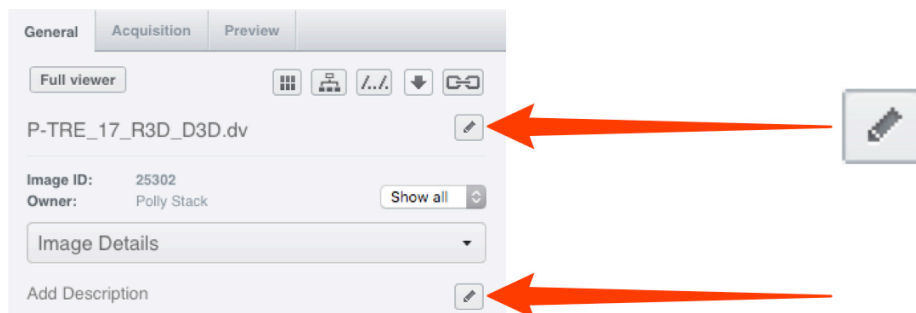 General Acquisition Preview
Full viewer /../.
P-TRE_17_R3D_D3D.dv
Image ID: 25302
Owner: Polly Stack Show all
Image Details
Add Description